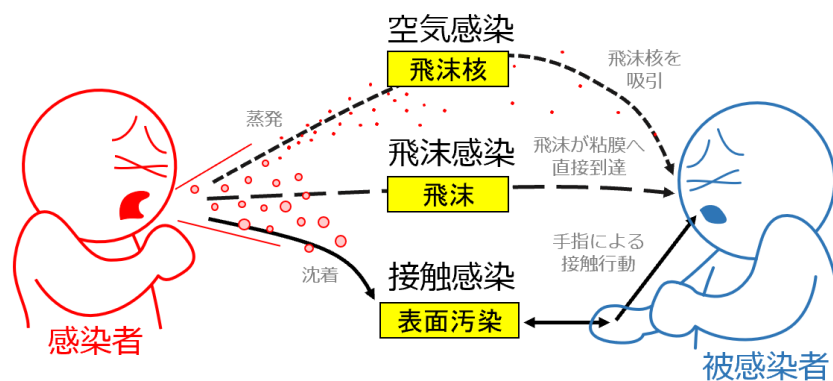 空気感染
飛沫核
飛沫核を
吸引
蒸発
飛沫感染
飛沫
飛沫が粘膜へ
直接到達
沈着
接触感染
表面汚染
手指による
接触行動
感染者
被感染者